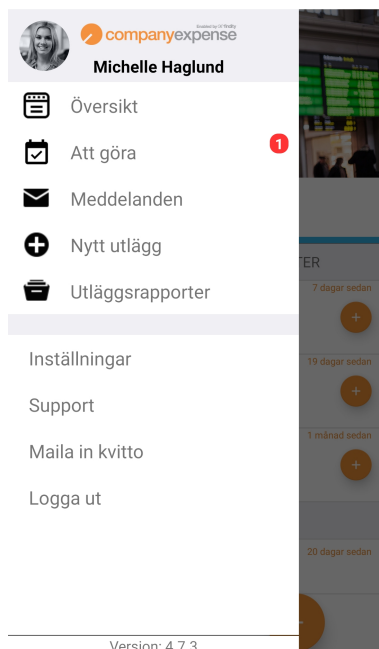 companyexpense
Michelle Haglund
Översikt
Att göra
1
Meddelanden
Nytt utlägg
Utläggsrapporter
Inställningar
Support
Maila in kvitto
Logga ut
Version: 4.7.3
TER
7 dagar sedan
19 dagar sedan
1 månad sedan
20 dagar sedan